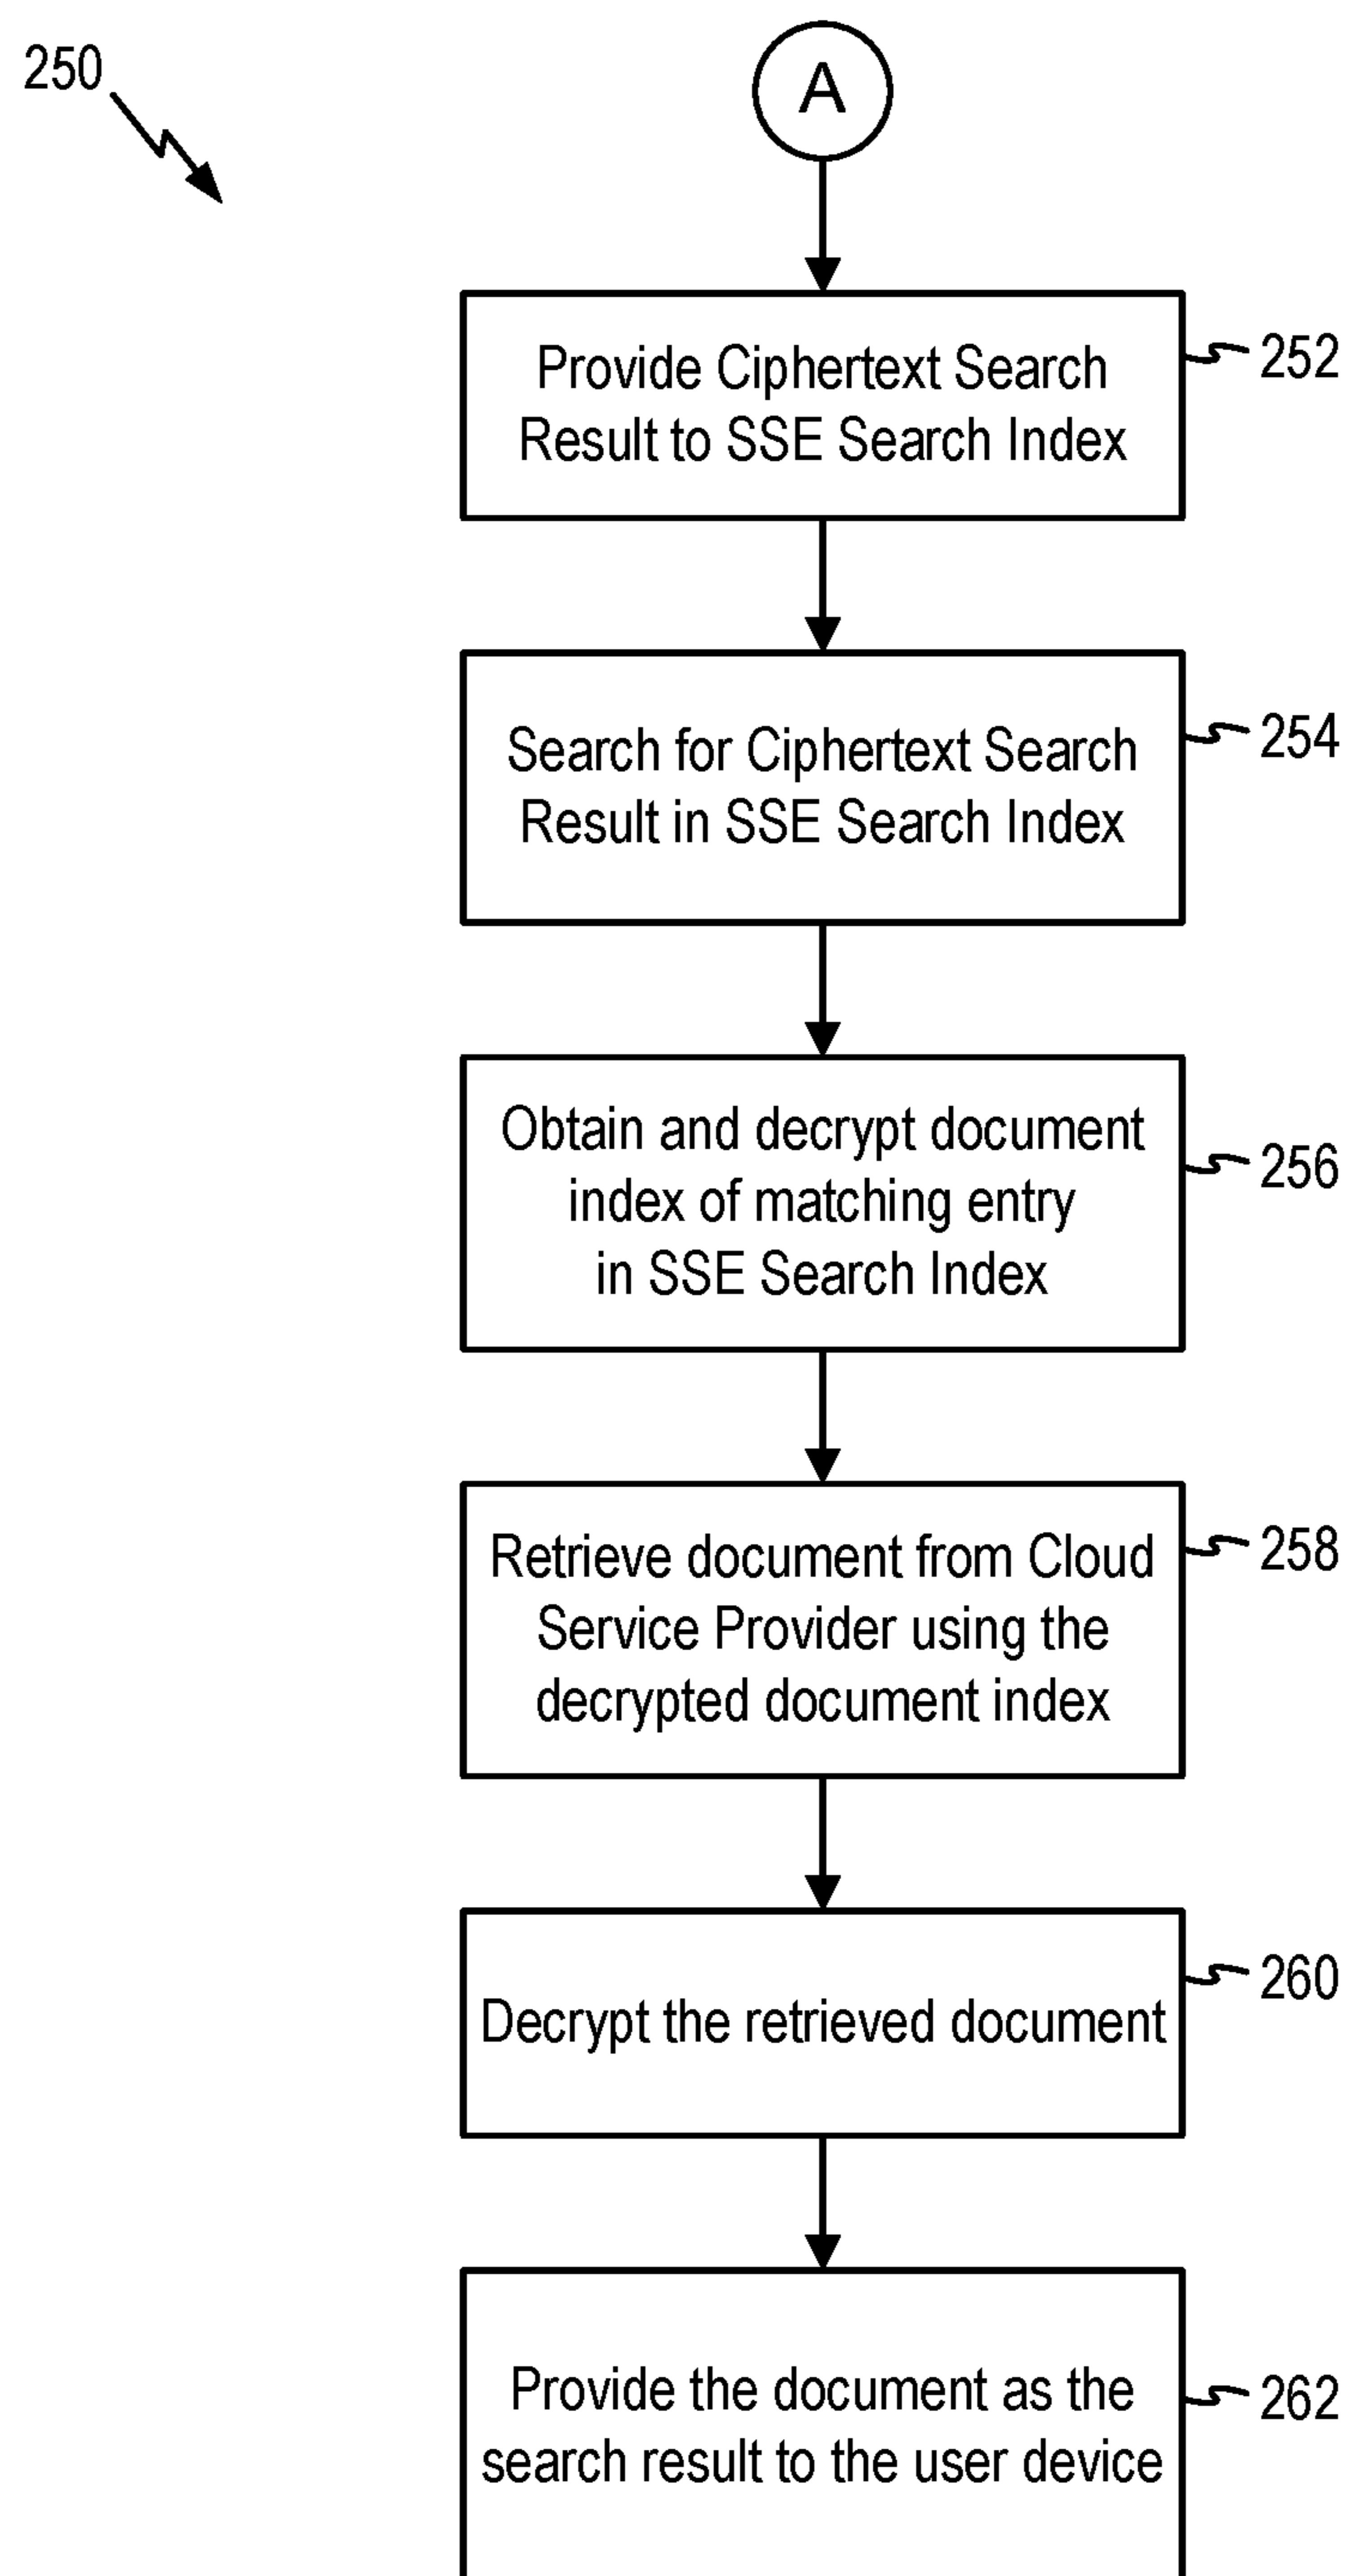 250
A
Provide Ciphertext Search
Result to SSE Search Index
252
Search for Ciphertext Search
Result in SSE Search Index
254
Obtain and decrypt document
index of matching entry
in SSE Search Index
256
Retrieve document from Cloud
Service Provider using the
decrypted document index
258
Decrypt the retrieved document
260
Provide the document as the
search result to the user device
262